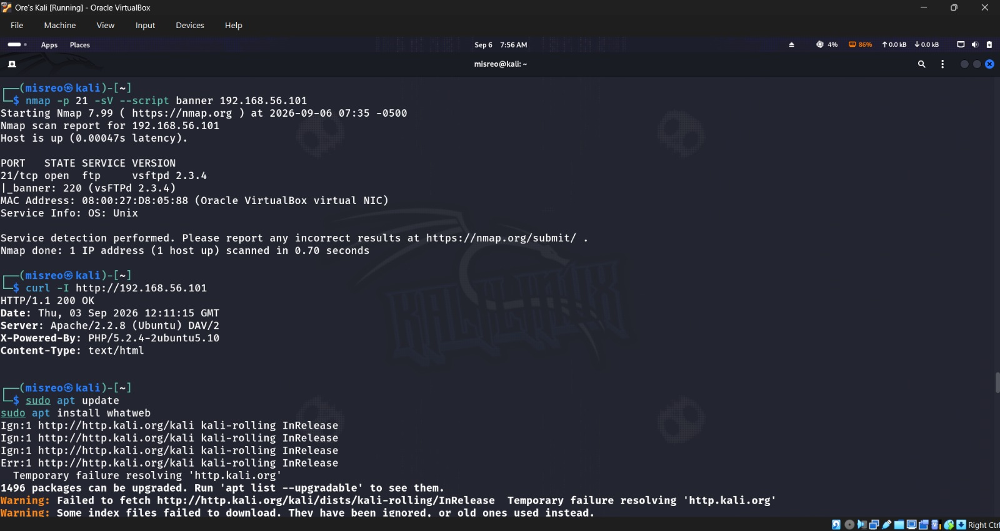 Ore's Kali [Running] - Oracle VirtualBox
File Machine View Input Devices Help
Apps Places Sep 6 7:56 AM 4% 86% ↑0.0 kB ↓0.0 kB
misreo@kali: ~
┌──(misreo㉿kali)-[~]
└─$ nmap -p 21 -sV --script banner 192.168.56.101
Starting Nmap 7.99 ( https://nmap.org ) at 2026-09-06 07:35 -0500
Nmap scan report for 192.168.56.101
Host is up (0.00047s latency).
PORT   STATE SERVICE VERSION
21/tcp open  ftp     vsftpd 2.3.4
|_banner: 220 (vsFTPd 2.3.4)
MAC Address: 08:00:27:D8:05:88 (Oracle VirtualBox virtual NIC)
Service Info: OS: Unix
Service detection performed. Please report any incorrect results at https://nmap.org/submit/ .
Nmap done: 1 IP address (1 host up) scanned in 0.70 seconds
┌──(misreo㉿kali)-[~]
└─$ curl -I http://192.168.56.101
HTTP/1.1 200 OK
Date: Thu, 03 Sep 2026 12:11:15 GMT
Server: Apache/2.2.8 (Ubuntu) DAV/2
X-Powered-By: PHP/5.2.4-2ubuntu5.10
Content-Type: text/html
┌──(misreo㉿kali)-[~]
└─$ sudo apt update
sudo apt install whatweb
Ign:1 http://http.kali.org/kali kali-rolling InRelease
Ign:1 http://http.kali.org/kali kali-rolling InRelease
Ign:1 http://http.kali.org/kali kali-rolling InRelease
Err:1 http://http.kali.org/kali kali-rolling InRelease
  Temporary failure resolving 'http.kali.org'
1496 packages can be upgraded. Run 'apt list --upgradable' to see them.
Warning: Failed to fetch http://http.kali.org/kali/dists/kali-rolling/InRelease  Temporary failure resolving 'http.kali.org'
Warning: Some index files failed to download. They have been ignored, or old ones used instead.
KALI LINUX
Right Ctrl